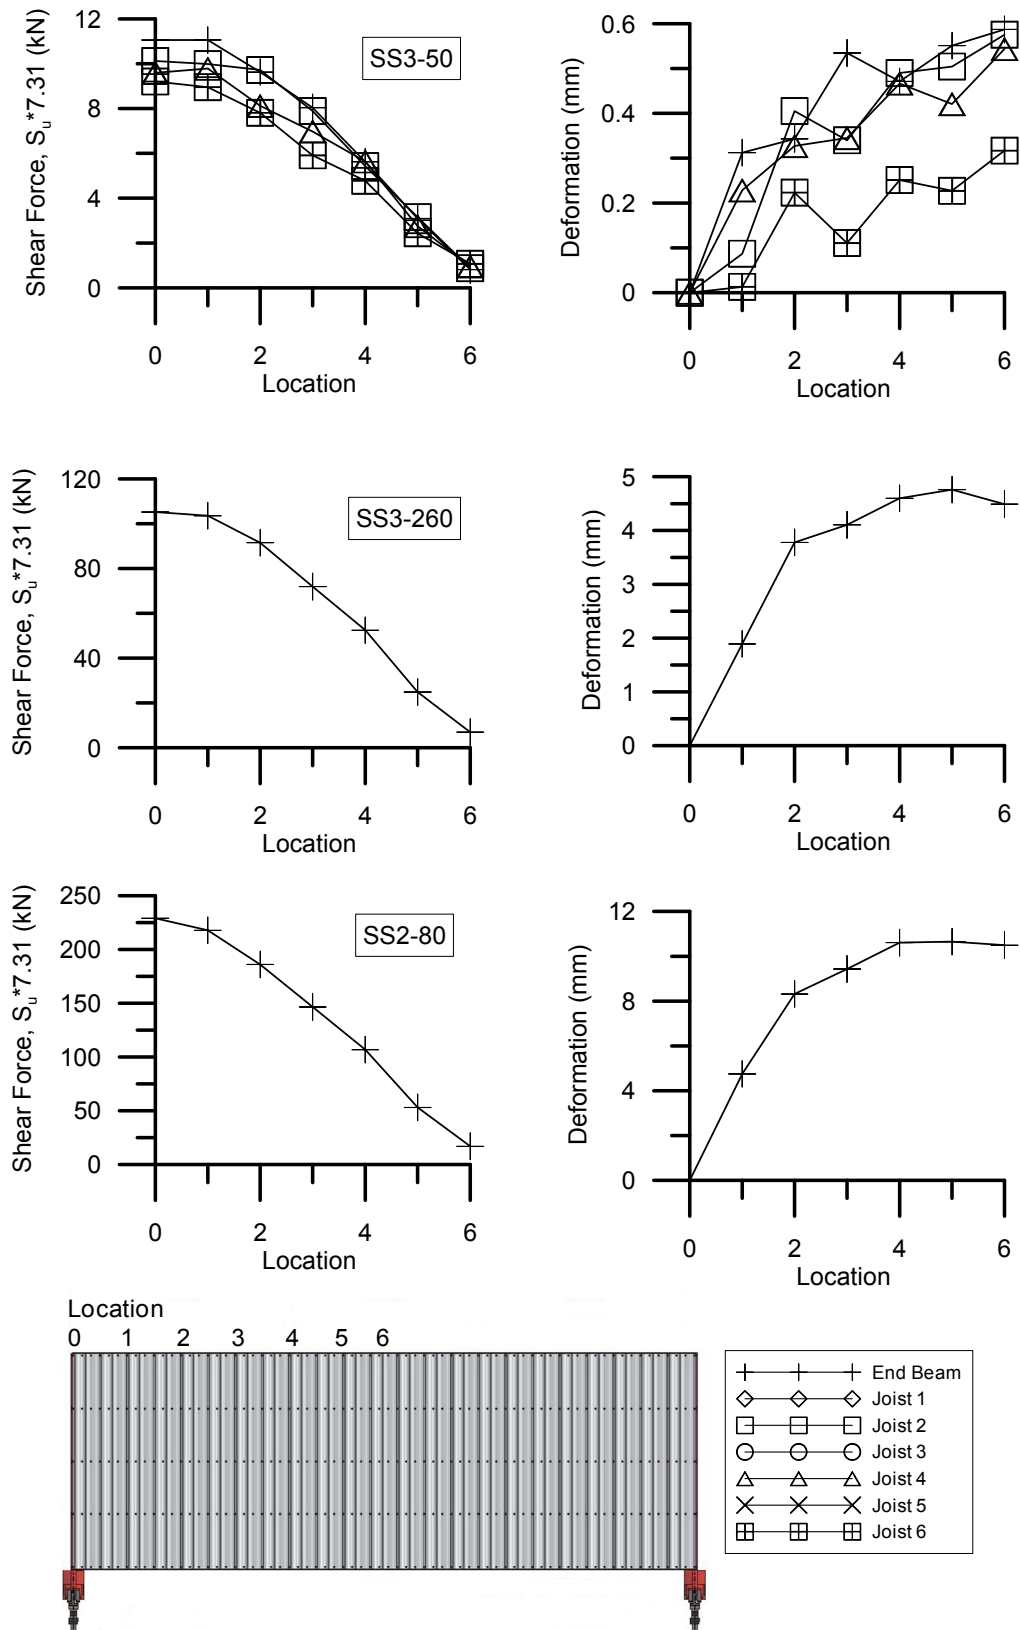 Shear Force, Su*7.31 (kN)
12
8
4
0
SS3-50
0 2 4 6
Location
Deformation (mm)
0.6
0.4
0.2
0
0 2 4 6
Location
Shear Force, Su*7.31 (kN)
120
80
40
0
SS3-260
0 2 4 6
Location
Deformation (mm)
5
4
3
2
1
0
0 2 4 6
Location
Shear Force, Su*7.31 (kN)
250
200
150
100
50
0
SS2-80
0 2 4 6
Location
Deformation (mm)
12
8
4
0
0 2 4 6
Location
Location
0 1 2 3 4 5 6
End Beam
Joist 1
Joist 2
Joist 3
Joist 4
Joist 5
Joist 6